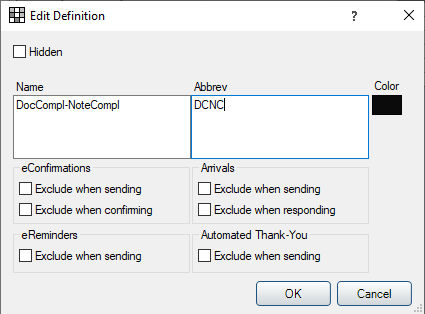 Edit Definition ? ×
Hidden
Name Abbrev Color
DocCompl-NoteCompl DCNC
eConfirmations Arrivals
Exclude when sending Exclude when sending
Exclude when confirming Exclude when responding
eReminders Automated Thank-You
Exclude when sending Exclude when sending
OK Cancel